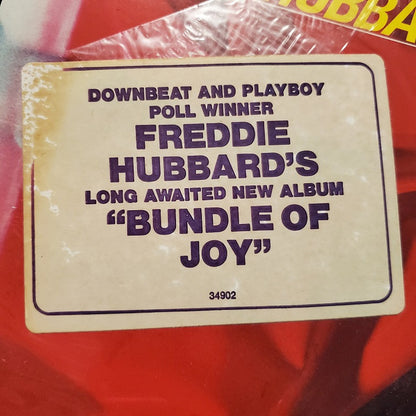 HUBBA
DOWNBEAT AND PLAYBOY
POLL WINNER
FREDDIE
HUBBARD'S
LONG AWAITED NEW ALBUM
"BUNDLE OF
JOY"
34902